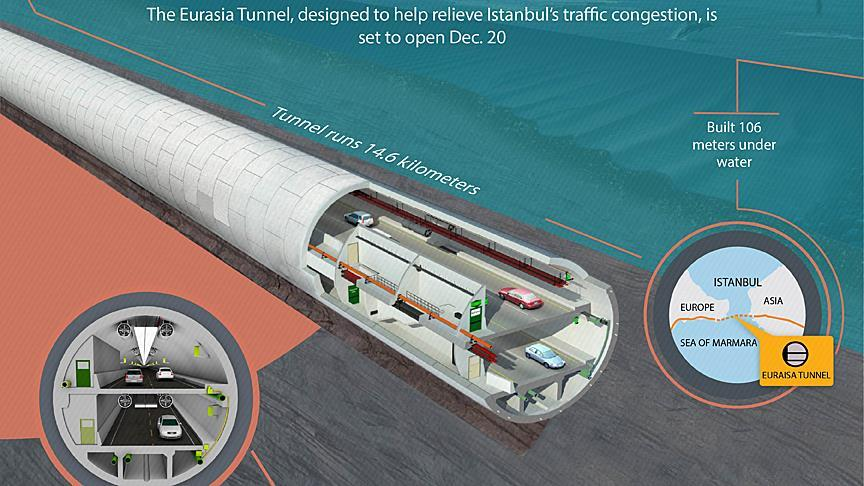 The Eurasia Tunnel, designed to help relieve Istanbul's traffic congestion, is
set to open Dec. 20
Tunnel runs 14.6 kilometers
Built 106
meters under
water
ISTANBUL
EUROPE
ASIA
SEA OF MARMARA
EURAISA TUNNEL